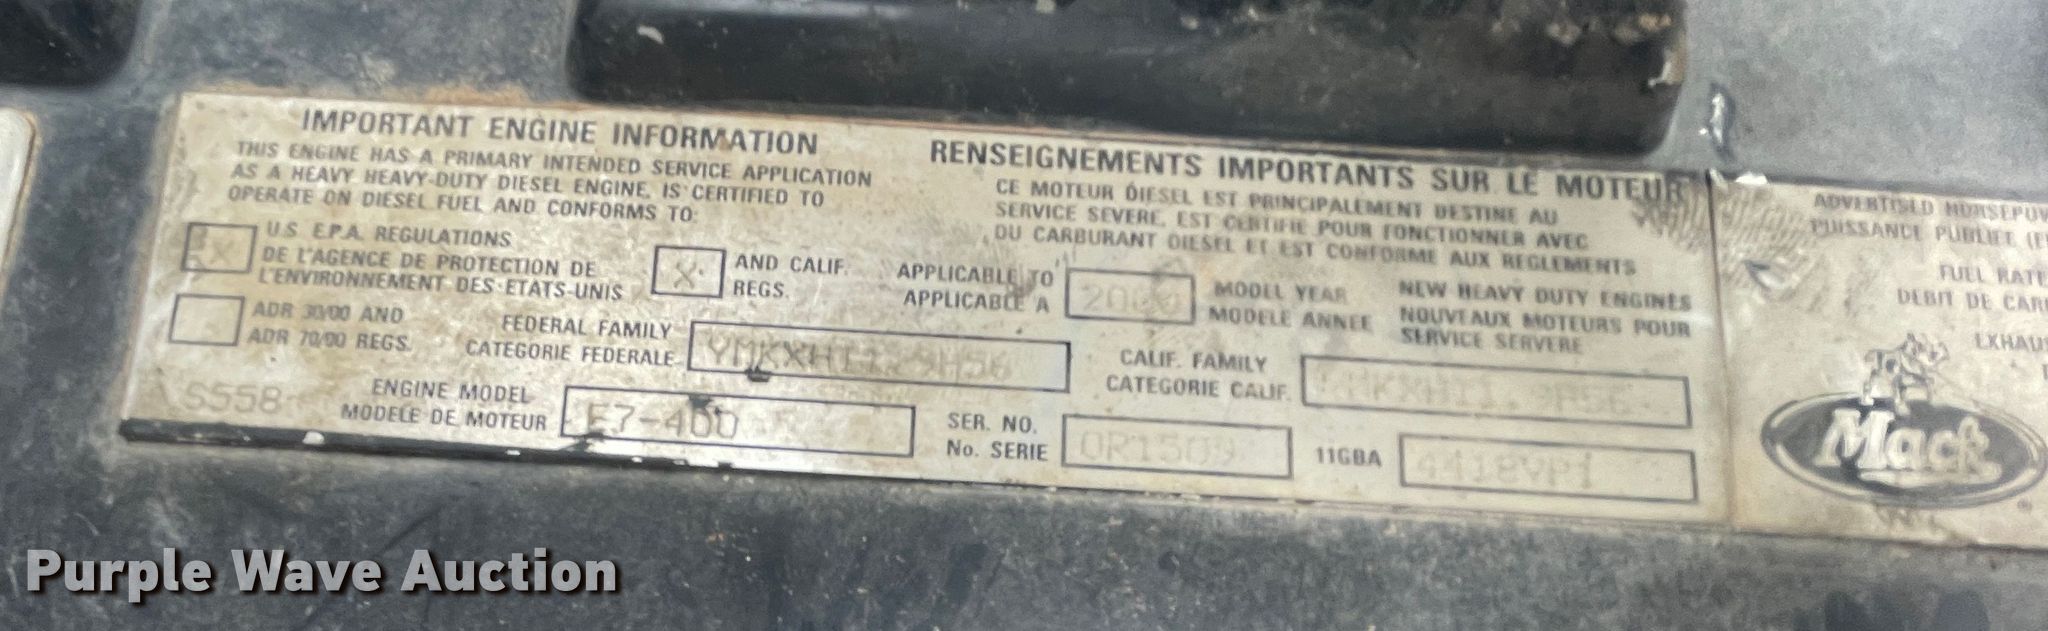 IMPORTANT ENGINE INFORMATION
THIS ENGINE HAS A PRIMARY INTENDED SERVICE APPLICATION
AS A HEAVY HEAVY-DUTY DIESEL ENGINE, IS CERTIFIED TO
OPERATE ON DIESEL FUEL AND CONFORMS TO:
X
U.S E.P.A. REGULATIONS
DE L'AGENCE DE PROTECTION DE
L'ENVIRONNEMENT DES ETATS-UNIS
X
AND CALIF.
REGS.
ADR 30/00 AND
ADR 70/00 REGS.
RENSEIGNEMENTS IMPORTANTS SUR LE MOTEUR
CE MOTEUR DIESEL EST PRINCIPALEMENT DESTINE AU
SERVICE SEVERE, EST CERTIFIE POUR FONCTIONNER AVEC
DU CARBURANT DIESEL ET EST CONFORME AUX REGLEMENTS
APPLICABLE TO
APPLICABLE A
MODEL YEAR
MODELE ANNEE
NEW HEAVY DUTY ENGINES
NOUVEAUX MOTEURS POUR
SERVICE SERVERE
FEDERAL FAMILY
CATEGORIE FEDERALE
CALIF. FAMILY
CATEGORIE CALIF.
S558
ENGINE MODEL
MODELE DE MOTEUR
E7-400
SER. NO.
No. SERIE
0R1509
11GBA
4418VP1
ADVERTISED
PUISSANCE PUBLIEE
FULL
DEBIT DE
Mack
Purple Wave Auction